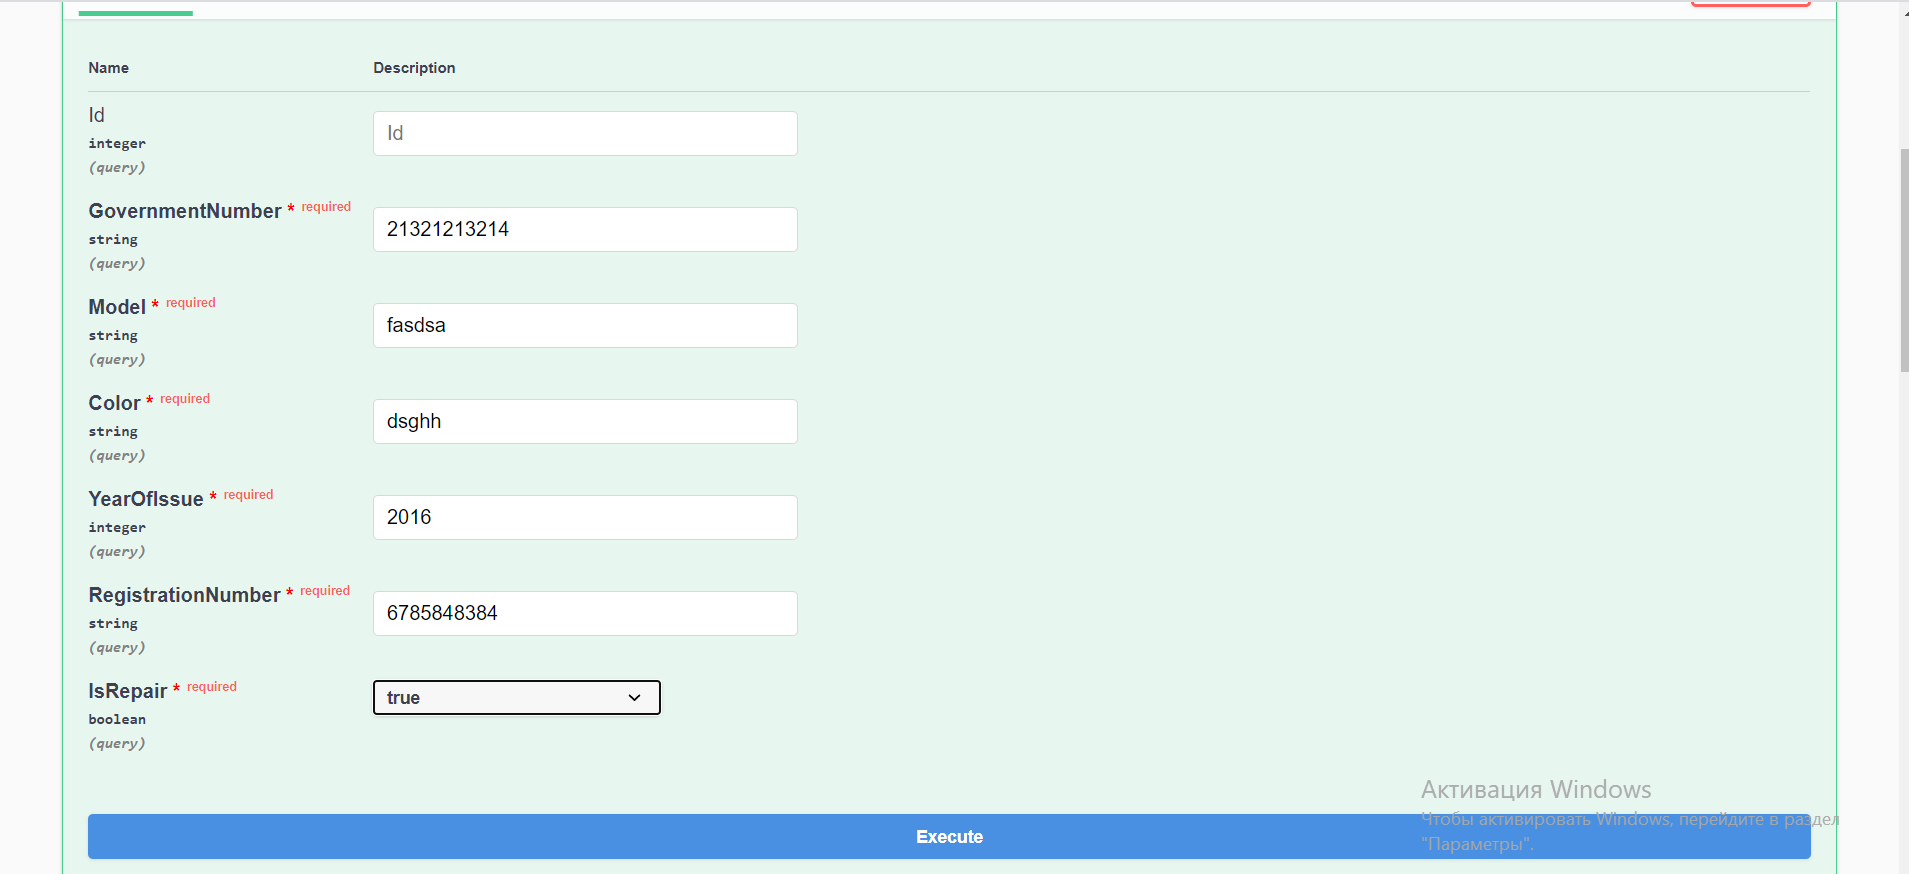 Name Description
Id
Id
integer
(query)
GovernmentNumber * required
21321213214
string
(query)
Model * required
fasdsa
string
(query)
Color * required
dsghh
string
(query)
YearOfIssue * required
2016
integer
(query)
RegistrationNumber * required
6785848384
string
(query)
IsRepair * required
true
boolean
(query)
Активация Windows
Чтобы активировать Windows, перейдите в раздел
"Параметры".
Execute